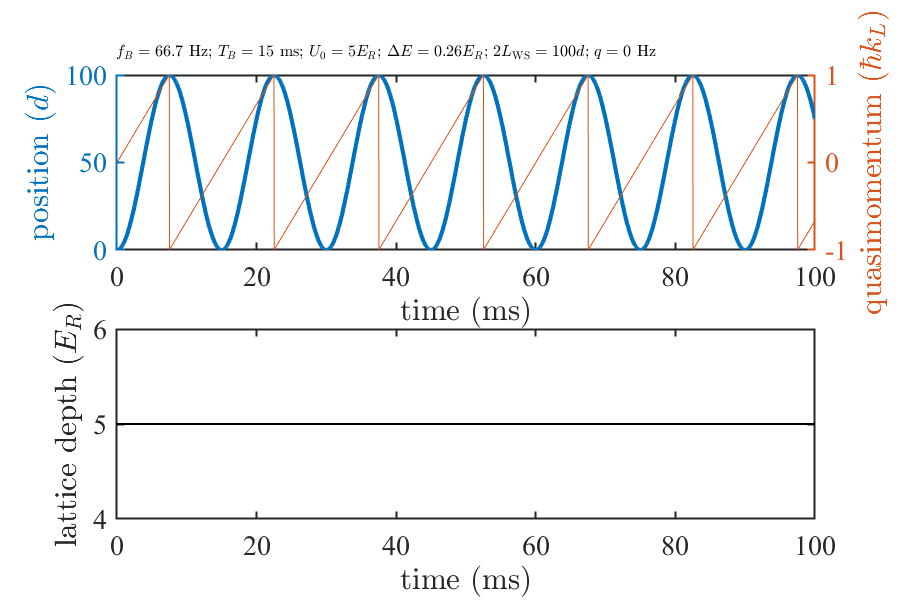 f_B = 66.7 Hz; T_B = 15 ms; U_0 = 5E_R; ΔE = 0.26E_R; 2L_WS = 100d; q = 0 Hz
position (d)
100
50
0
1
0
-1
quasimomentum (ħk_L)
0 20 40 60 80 100
time (ms)
lattice depth (E_R)
6
5
4
0 20 40 60 80 100
time (ms)